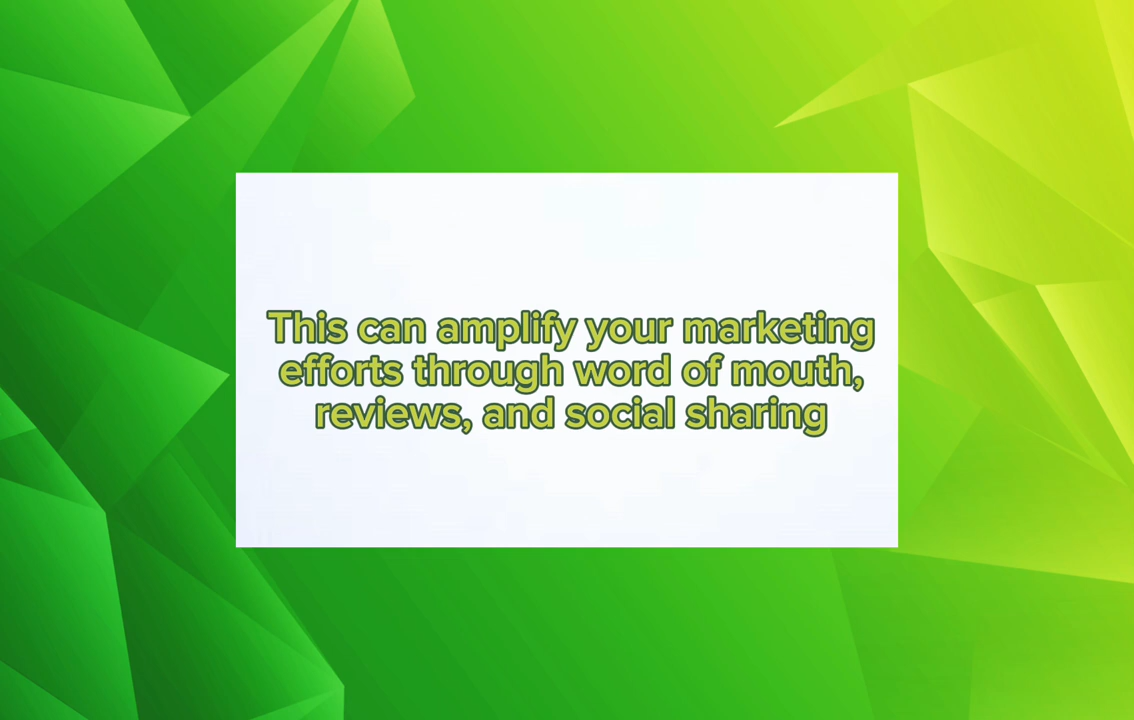 This can amplify your marketing
efforts through word of mouth,
reviews, and social sharing